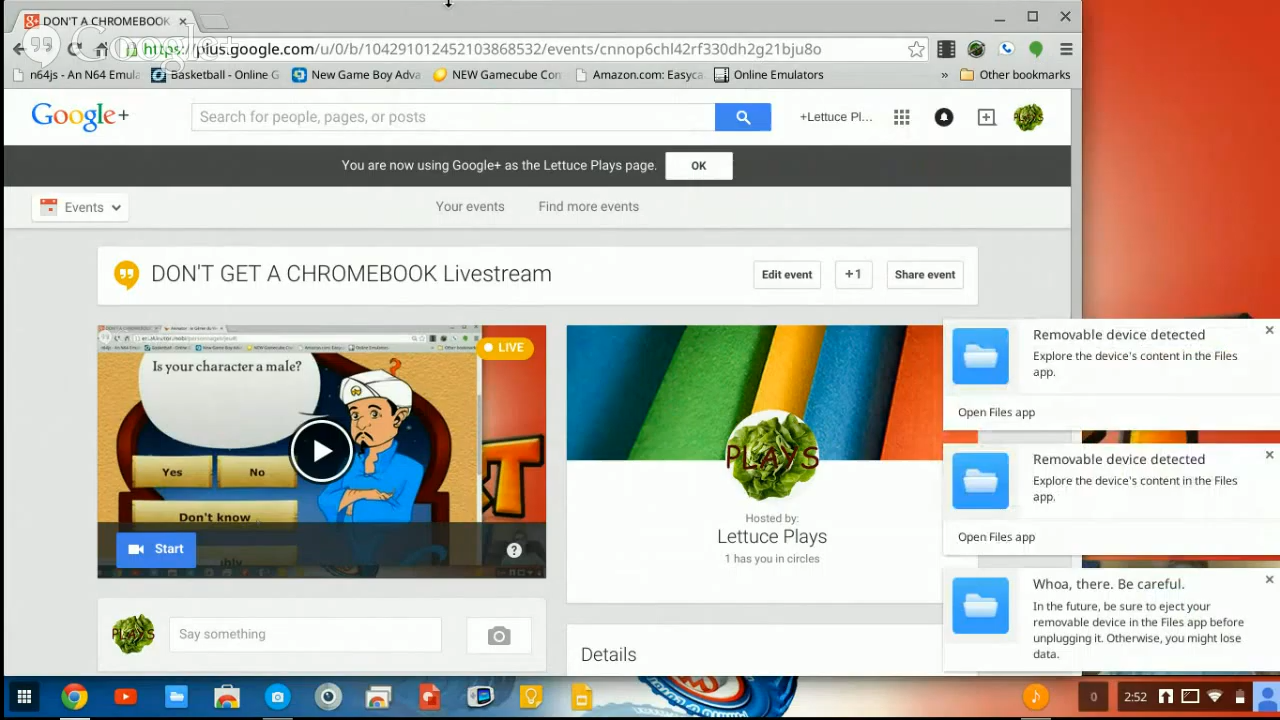 DON'T A CHROMEBOOK
Google+
https://plus.google.com/u/0/b/104291012452103868532/events/cnnop6chl42rf330dh2g21bju8o
n64js - An N64 Emula
Basketball - Online G
New Game Boy Adva
NEW Gamecube Con
Amazon.com: Easyca
Online Emulators
»
Other bookmarks
Google+
Search for people, pages, or posts
+Lettuce Pl...
PLAYS
You are now using Google+ as the Lettuce Plays page.
OK
Events
Your events
Find more events
DON'T GET A CHROMEBOOK Livestream
Edit event
+1
Share event
LIVE
Is your character a male?
Yes
No
Don't know
Start
?
PLAYS
Hosted by:
Lettuce Plays
1 has you in circles
PLAYS
Say something
Details
Removable device detected
Explore the device's content in the Files
app.
Open Files app
Removable device detected
Explore the device's content in the Files
app.
Open Files app
Whoa, there. Be careful.
In the future, be sure to eject your
removable device in the Files app before
unplugging it. Otherwise, you might lose
data.
0
2:52